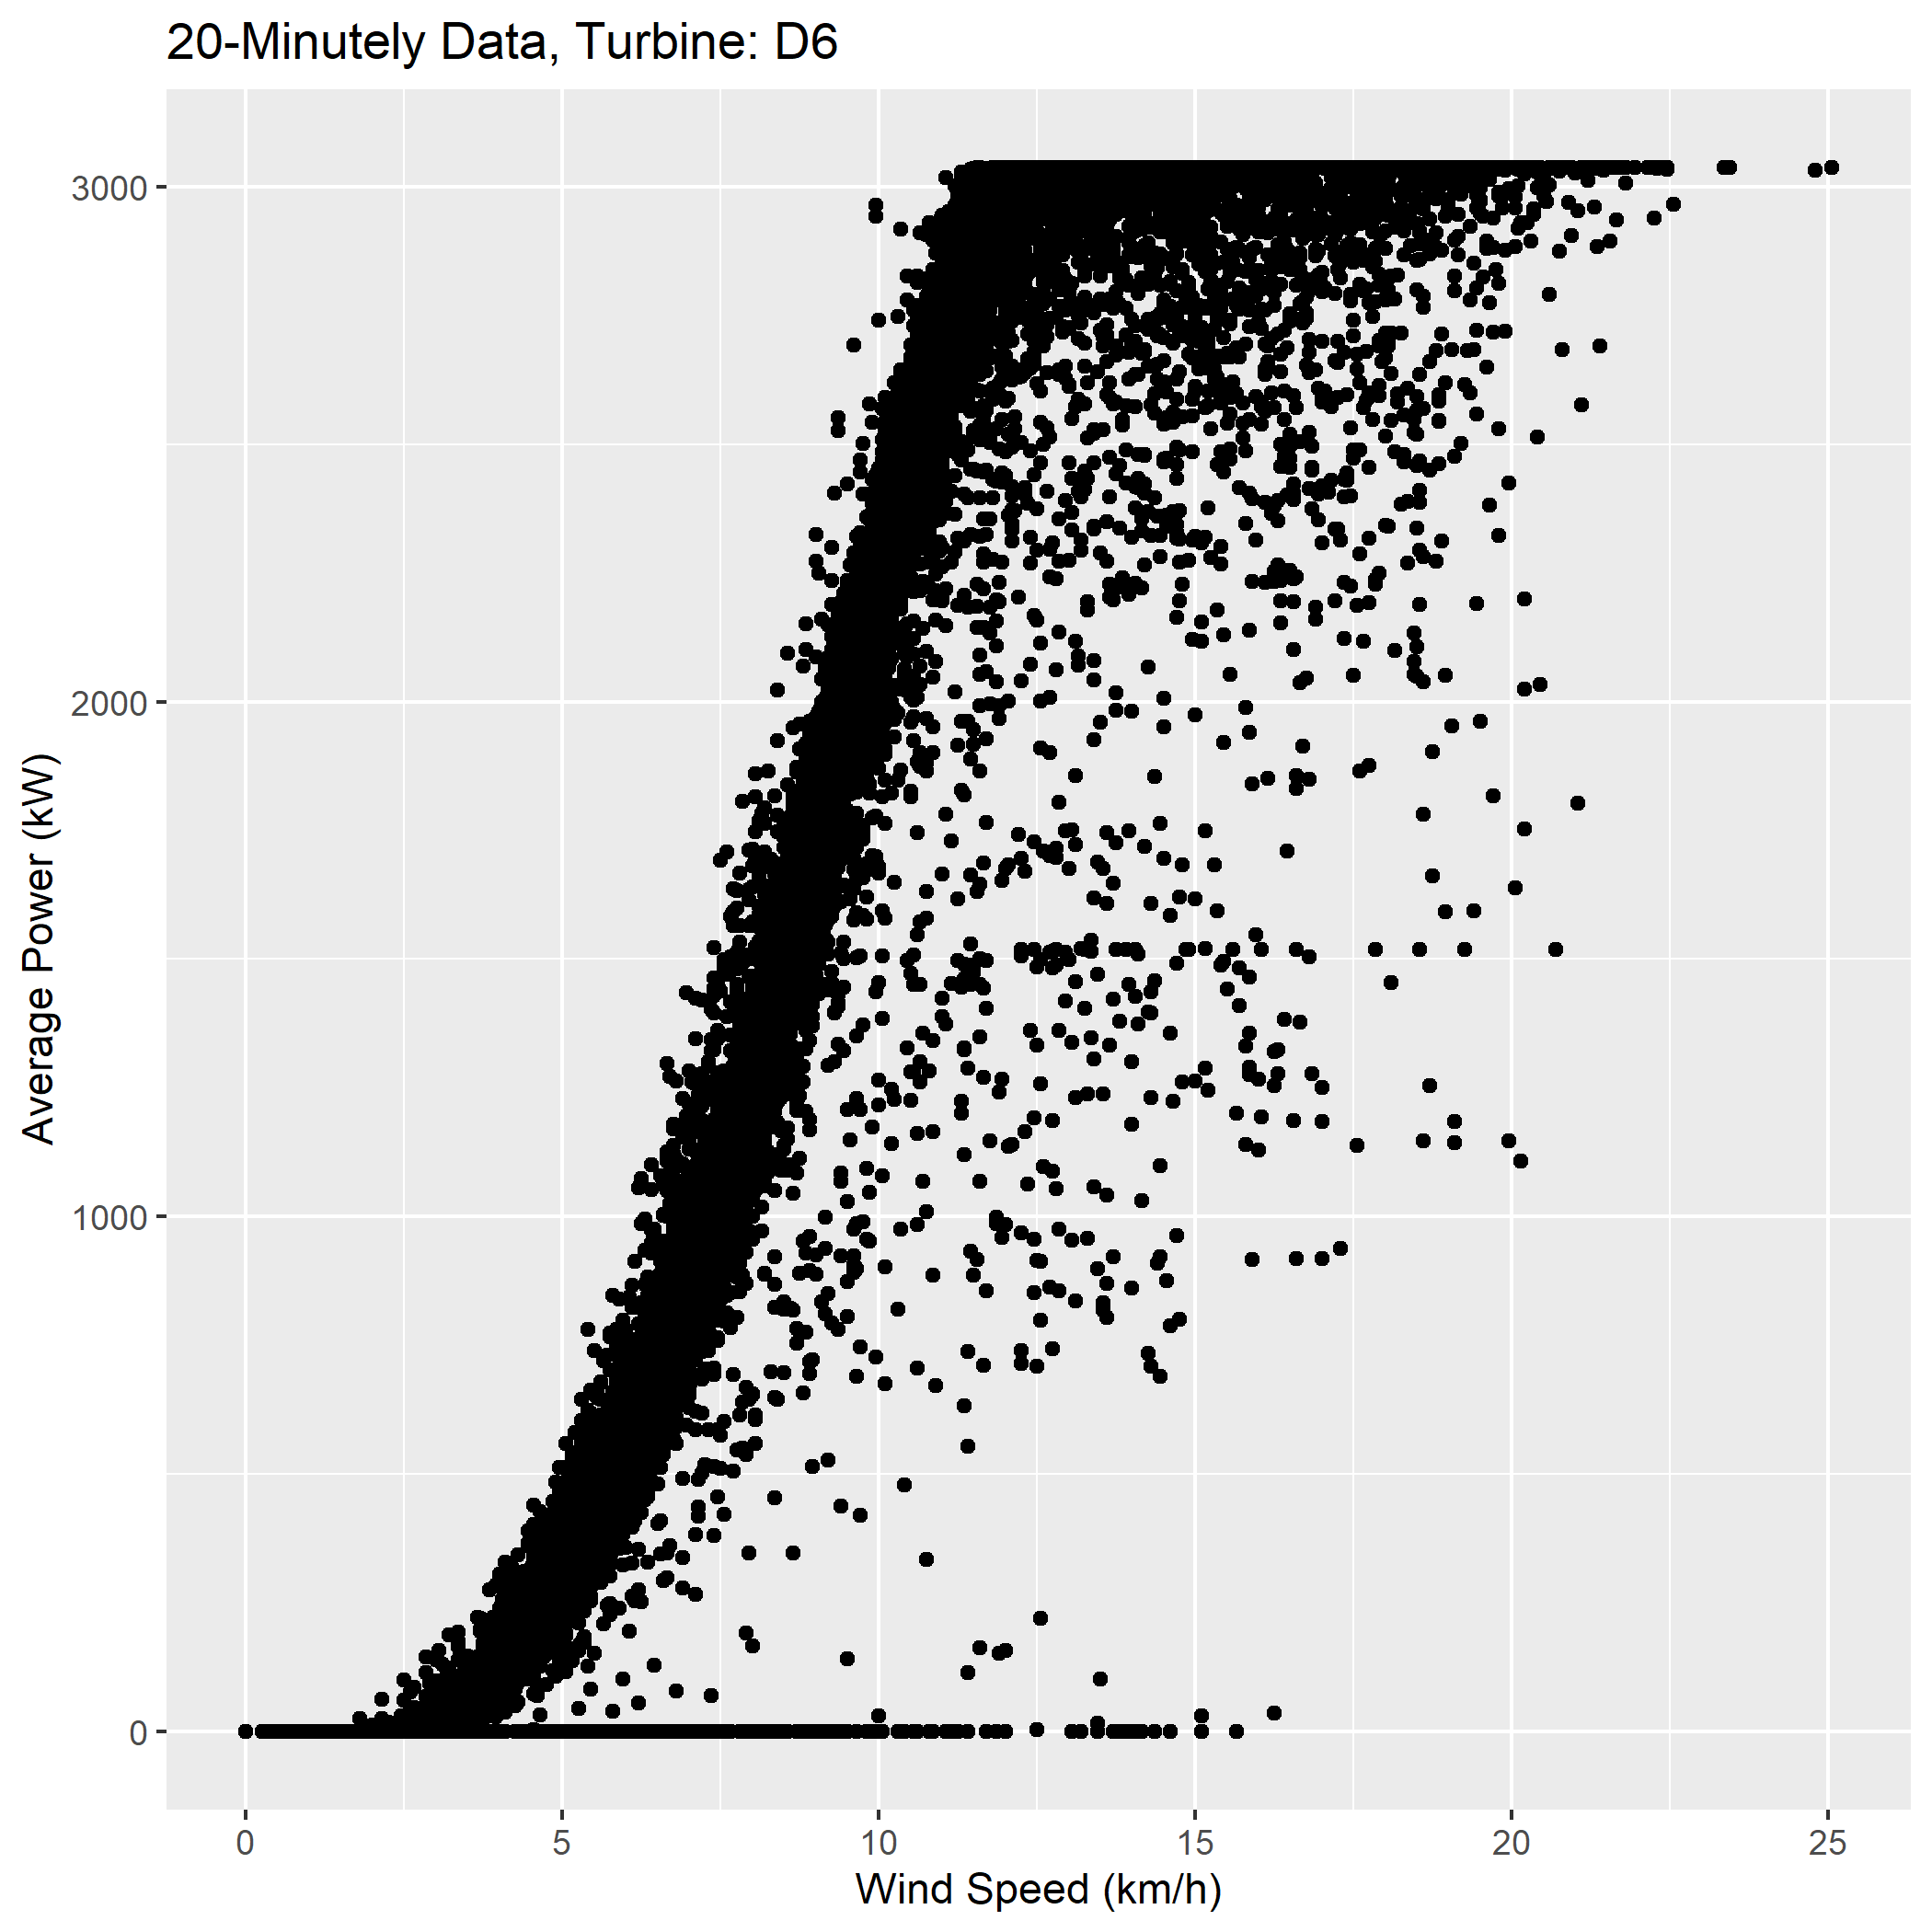 20-Minutely Data, Turbine: D6
3000
2000
1000
0
Average Power (kW)
0 5 10 15 20 25
Wind Speed (km/h)